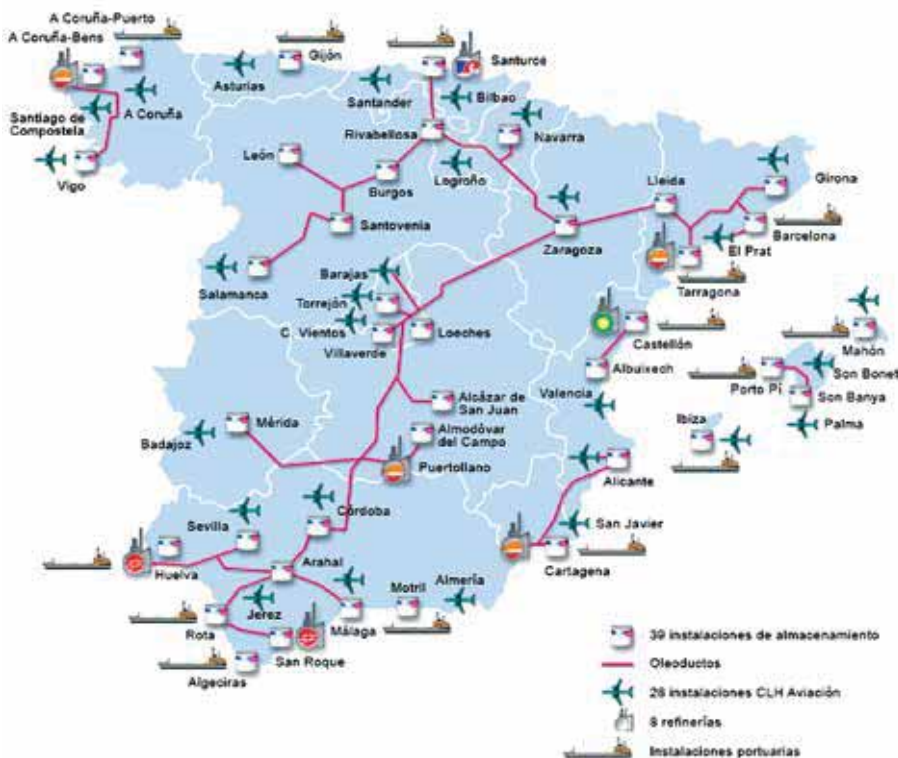 A Coruña-Puerto
A Coruña-Bens
Gijón
Santurce
Asturias
Santander
Bilbao
A Coruña
Santiago de
Compostela
Vigo
Rivabellosa
Navarra
León
Burgos
Logroño
Lleida
Girona
Santovenia
Zaragoza
El Prat
Barcelona
Salamanca
Barajas
Tarragona
Torrejón
C. Vientos
Villaverde
Loeches
Castellón
Mahón
Albuixech
Porto Pí
Son Bonet
Valencia
Son Banya
Alcázar de
San Juan
Palma
Mérida
Almodóvar
del Campo
Ibiza
Badajoz
Puertollano
Alicante
Sevilla
Córdoba
San Javier
Huelva
Arahal
Cartagena
Motril
Almería
Jerez
Rota
Málaga
San Roque
Algeciras
39 instalaciones de almacenamiento
Oleoductos
28 instalaciones CLH Aviación
8 refinerías
Instalaciones portuarias